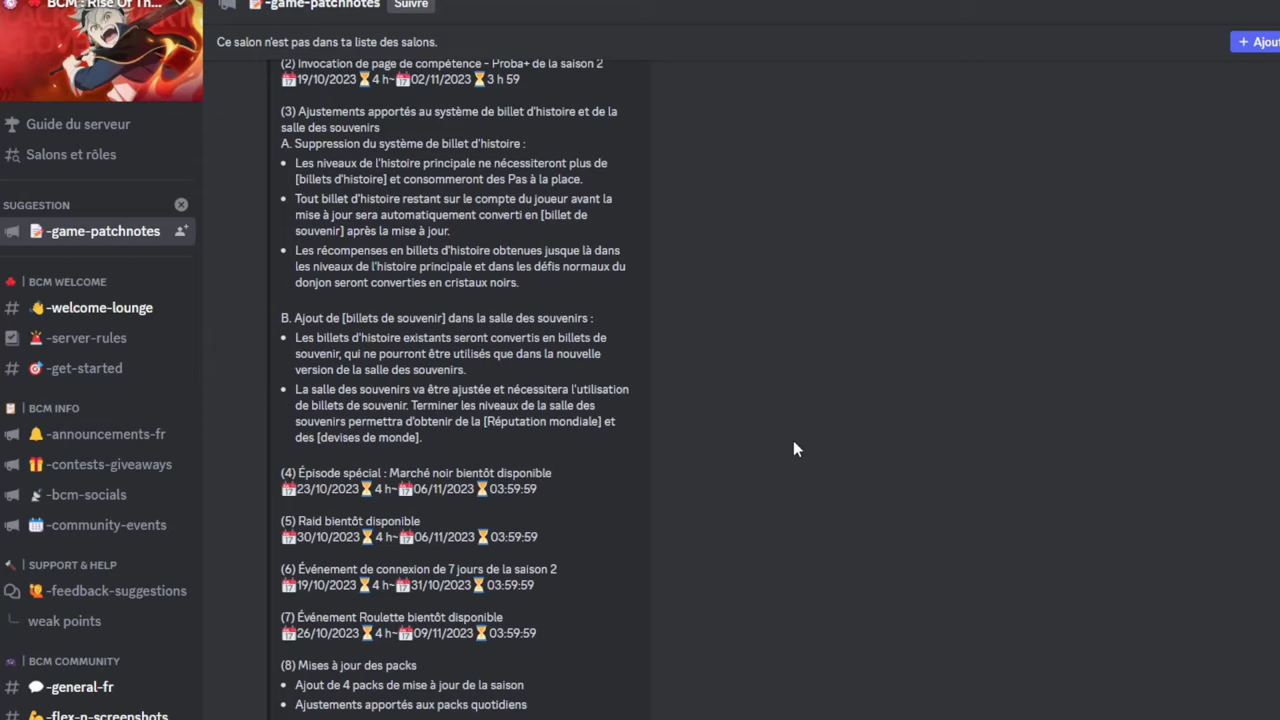 BCM : Rise Of Th...
-game-patchnotes
Suivre
Ce salon n'est pas dans ta liste des salons.
+ Ajout
Guide du serveur
Salons et rôles
SUGGESTION
-game-patchnotes
| BCM WELCOME
-welcome-lounge
-server-rules
-get-started
| BCM INFO
-announcements-fr
-contests-giveaways
-bcm-socials
-community-events
| SUPPORT & HELP
-feedback-suggestions
weak points
| BCM COMMUNITY
-general-fr
-flex-n-screenshots
(2) Invocation de page de compétence - Proba+ de la saison 2
19/10/2023 4 h~ 02/11/2023 3 h 59
(3) Ajustements apportés au système de billet d'histoire et de la
salle des souvenirs
A. Suppression du système de billet d'histoire :
Les niveaux de l'histoire principale ne nécessiteront plus de
[billets d'histoire] et consommeront des Pas à la place.
Tout billet d'histoire restant sur le compte du joueur avant la
mise à jour sera automatiquement converti en [billet de
souvenir] après la mise à jour.
Les récompenses en billets d'histoire obtenues jusque là dans
les niveaux de l'histoire principale et dans les défis normaux du
donjon seront converties en cristaux noirs.
B. Ajout de [billets de souvenir] dans la salle des souvenirs :
Les billets d'histoire existants seront convertis en billets de
souvenir, qui ne pourront être utilisés que dans la nouvelle
version de la salle des souvenirs.
La salle des souvenirs va être ajustée et nécessitera l'utilisation
de billets de souvenir. Terminer les niveaux de la salle des
souvenirs permettra d'obtenir de la [Réputation mondiale] et
des [devises de monde].
(4) Épisode spécial : Marché noir bientôt disponible
23/10/2023 4 h~ 06/11/2023 03:59:59
(5) Raid bientôt disponible
30/10/2023 4 h~ 06/11/2023 03:59:59
(6) Événement de connexion de 7 jours de la saison 2
19/10/2023 4 h~ 31/10/2023 03:59:59
(7) Événement Roulette bientôt disponible
26/10/2023 4 h~ 09/11/2023 03:59:59
(8) Mises à jour des packs
Ajout de 4 packs de mise à jour de la saison
Ajustements apportés aux packs quotidiens